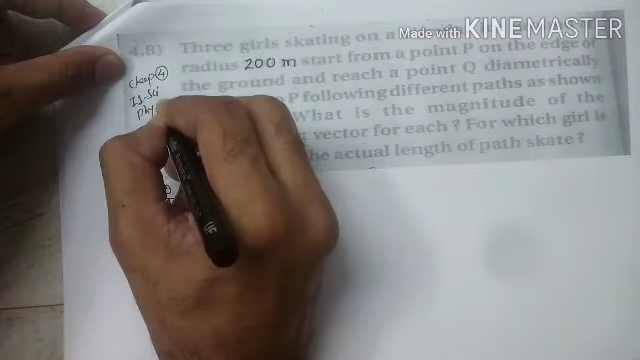 Made with KINEMASTER
4.8) Three girls skating on a
radius 200 m start from a point P on the edge of
the ground and reach a point Q diametrically
P following different paths as shown
What is the magnitude of the
vector for each? For which girl is
he actual length of path skate?
chap 4
11.Sci
Phy